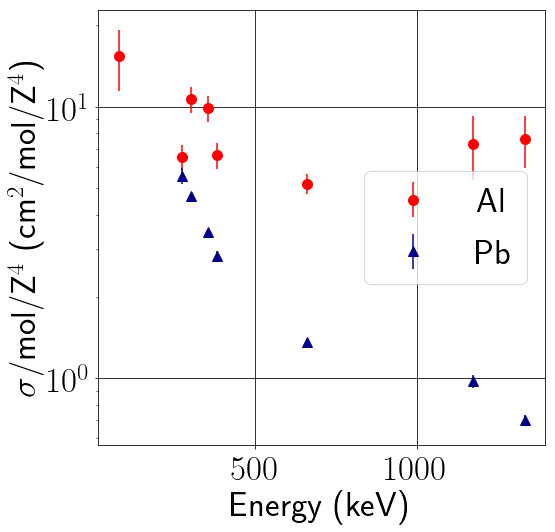 σ/mol/Z⁴ (cm²/mol/Z⁴)
10¹
10⁰
Al
Pb
500 1000
Energy (keV)